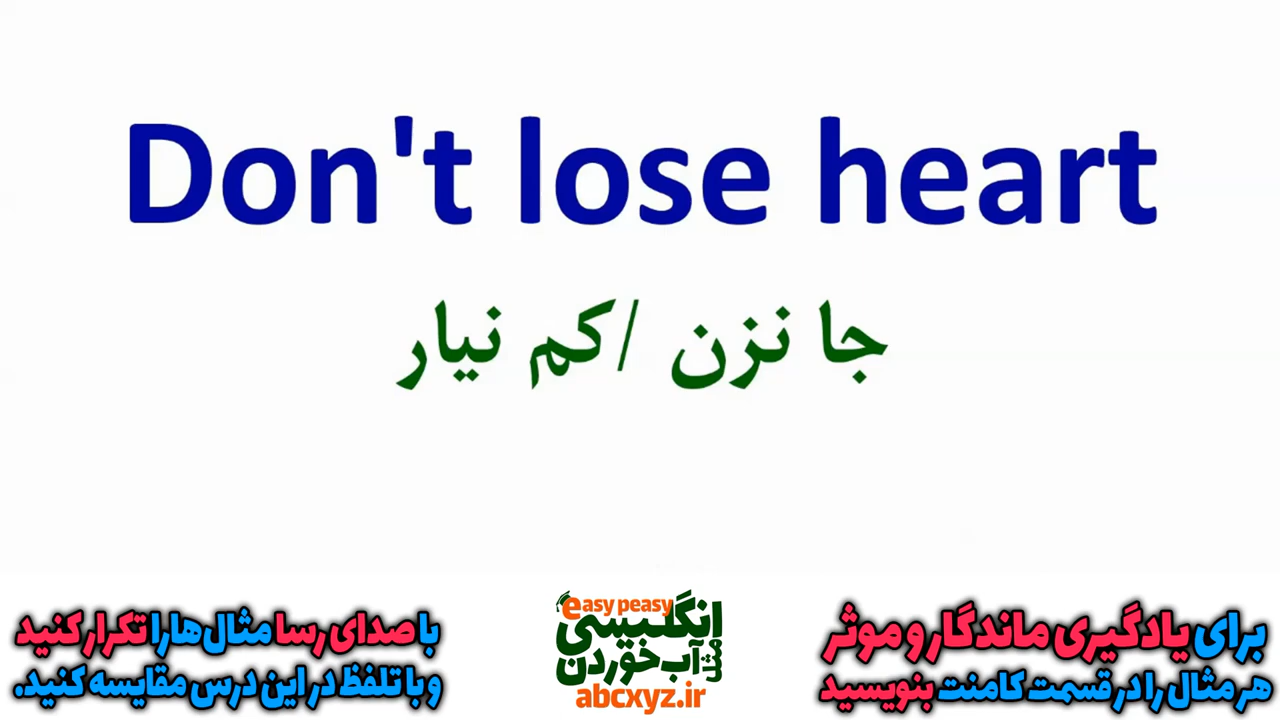 Don't lose heart
جا نزن /کم نیار
برای یادگیری ماندگار و موثر
هر مثال را در قسمت کامنت بنویسید
easy peasy
انگلیسی
مثل آب خوردن
abcxyz.ir
با صدای رسا مثال‌ها را تکرار کنید
و با تلفظ در این درس مقایسه کنید.